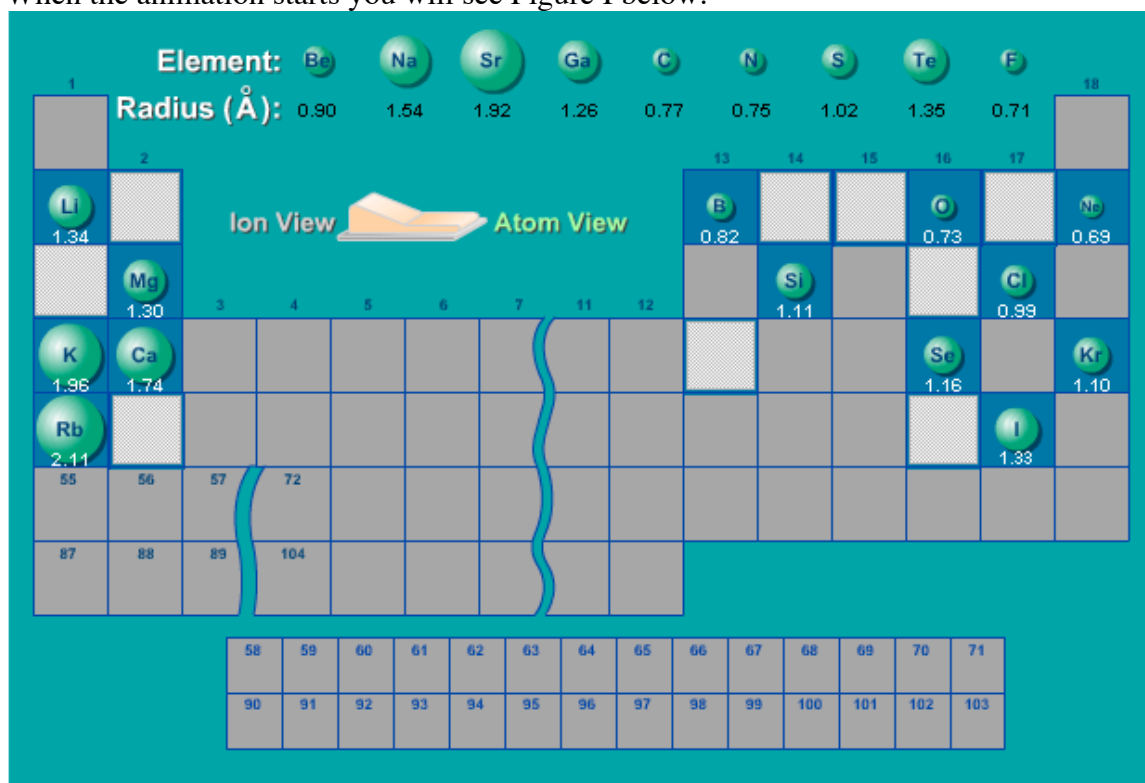 When the animation starts you will see Figure 1 below.
Element: Be Na Sr Ga C N S Te F
1 18
Radius (Å): 0.90 1.54 1.92 1.26 0.77 0.75 1.02 1.35 0.71
2 13 14 15 16 17
Li B O Ne
Ion View Atom View
1.34 0.82 0.73 0.69
Mg Si Cl
3 4 5 6 7 11 12
1.30 1.11 0.99
K Ca Se Kr
1.96 1.74 1.16 1.10
Rb I
2.11 1.33
55 56 57 72
87 88 89 104
58 59 60 61 62 63 64 65 66 67 68 69 70 71
90 91 92 93 94 95 96 97 98 99 100 101 102 103